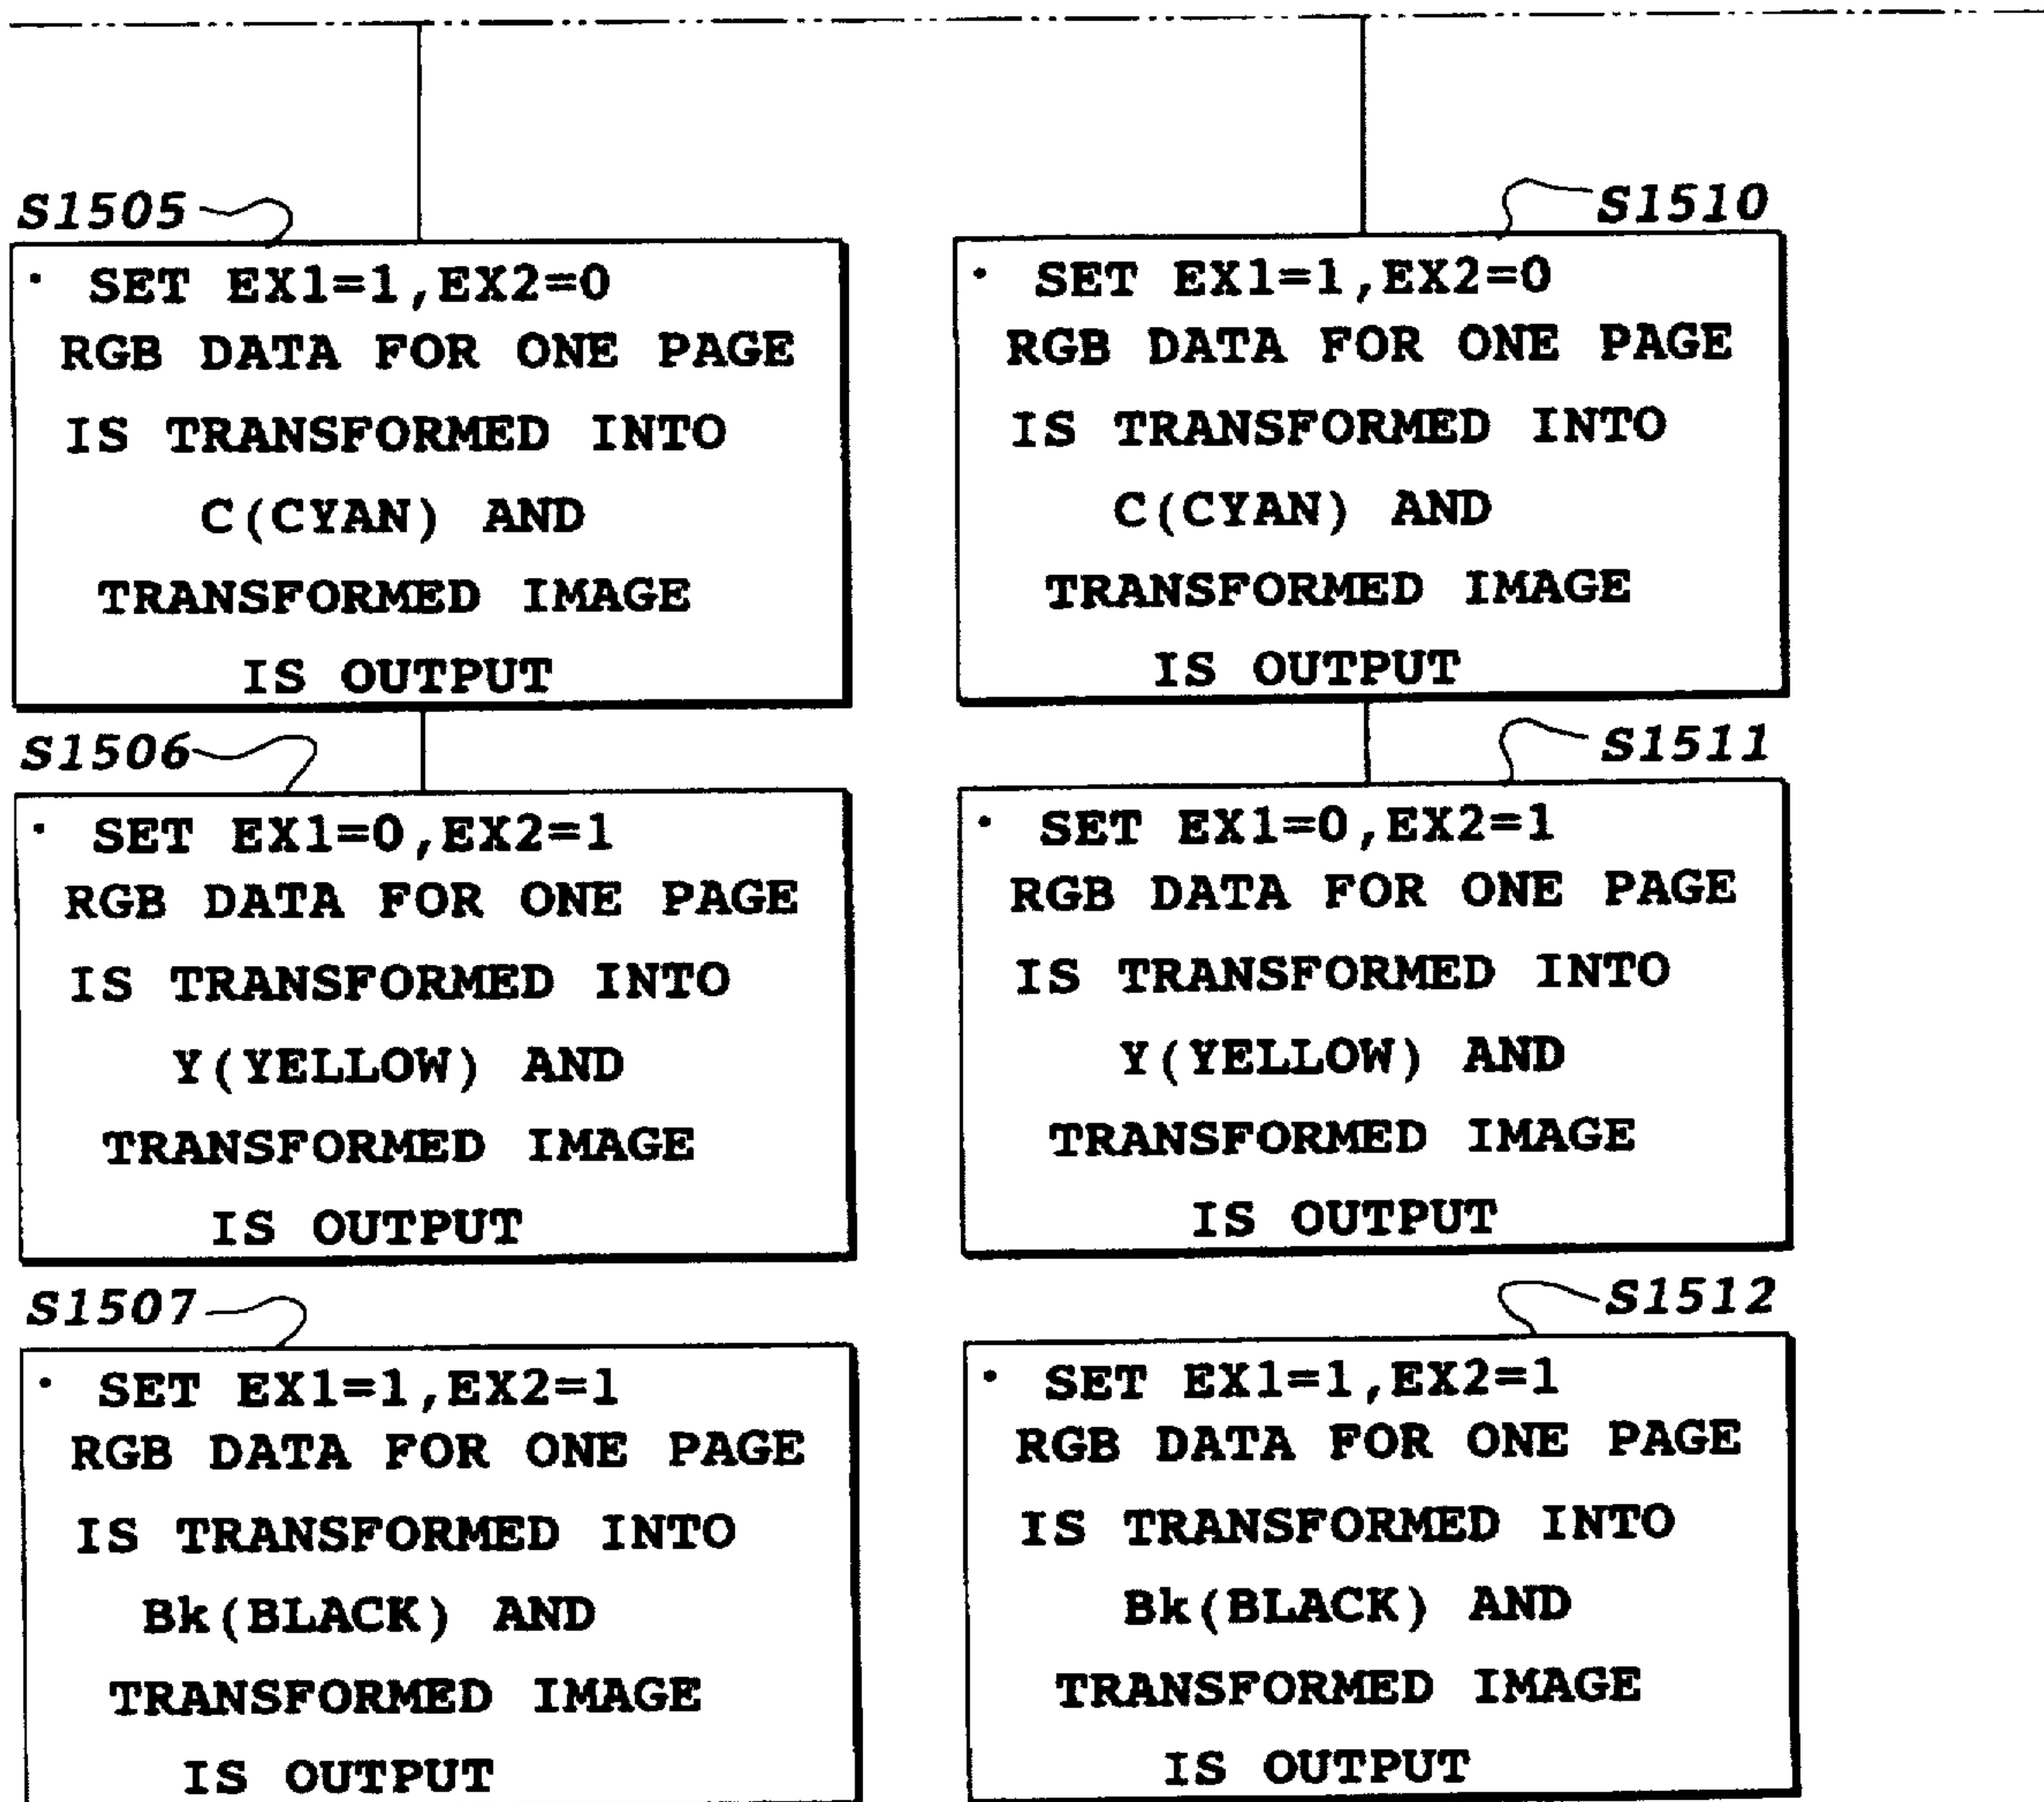 S1505
· SET EX1=1,EX2=0
RGB DATA FOR ONE PAGE
IS TRANSFORMED INTO
C(CYAN) AND
TRANSFORMED IMAGE
IS OUTPUT
S1506
· SET EX1=0,EX2=1
RGB DATA FOR ONE PAGE
IS TRANSFORMED INTO
Y(YELLOW) AND
TRANSFORMED IMAGE
IS OUTPUT
S1507
· SET EX1=1,EX2=1
RGB DATA FOR ONE PAGE
IS TRANSFORMED INTO
Bk(BLACK) AND
TRANSFORMED IMAGE
IS OUTPUT
S1510
· SET EX1=1,EX2=0
RGB DATA FOR ONE PAGE
IS TRANSFORMED INTO
C(CYAN) AND
TRANSFORMED IMAGE
IS OUTPUT
S1511
· SET EX1=0,EX2=1
RGB DATA FOR ONE PAGE
IS TRANSFORMED INTO
Y(YELLOW) AND
TRANSFORMED IMAGE
IS OUTPUT
S1512
· SET EX1=1,EX2=1
RGB DATA FOR ONE PAGE
IS TRANSFORMED INTO
Bk(BLACK) AND
TRANSFORMED IMAGE
IS OUTPUT